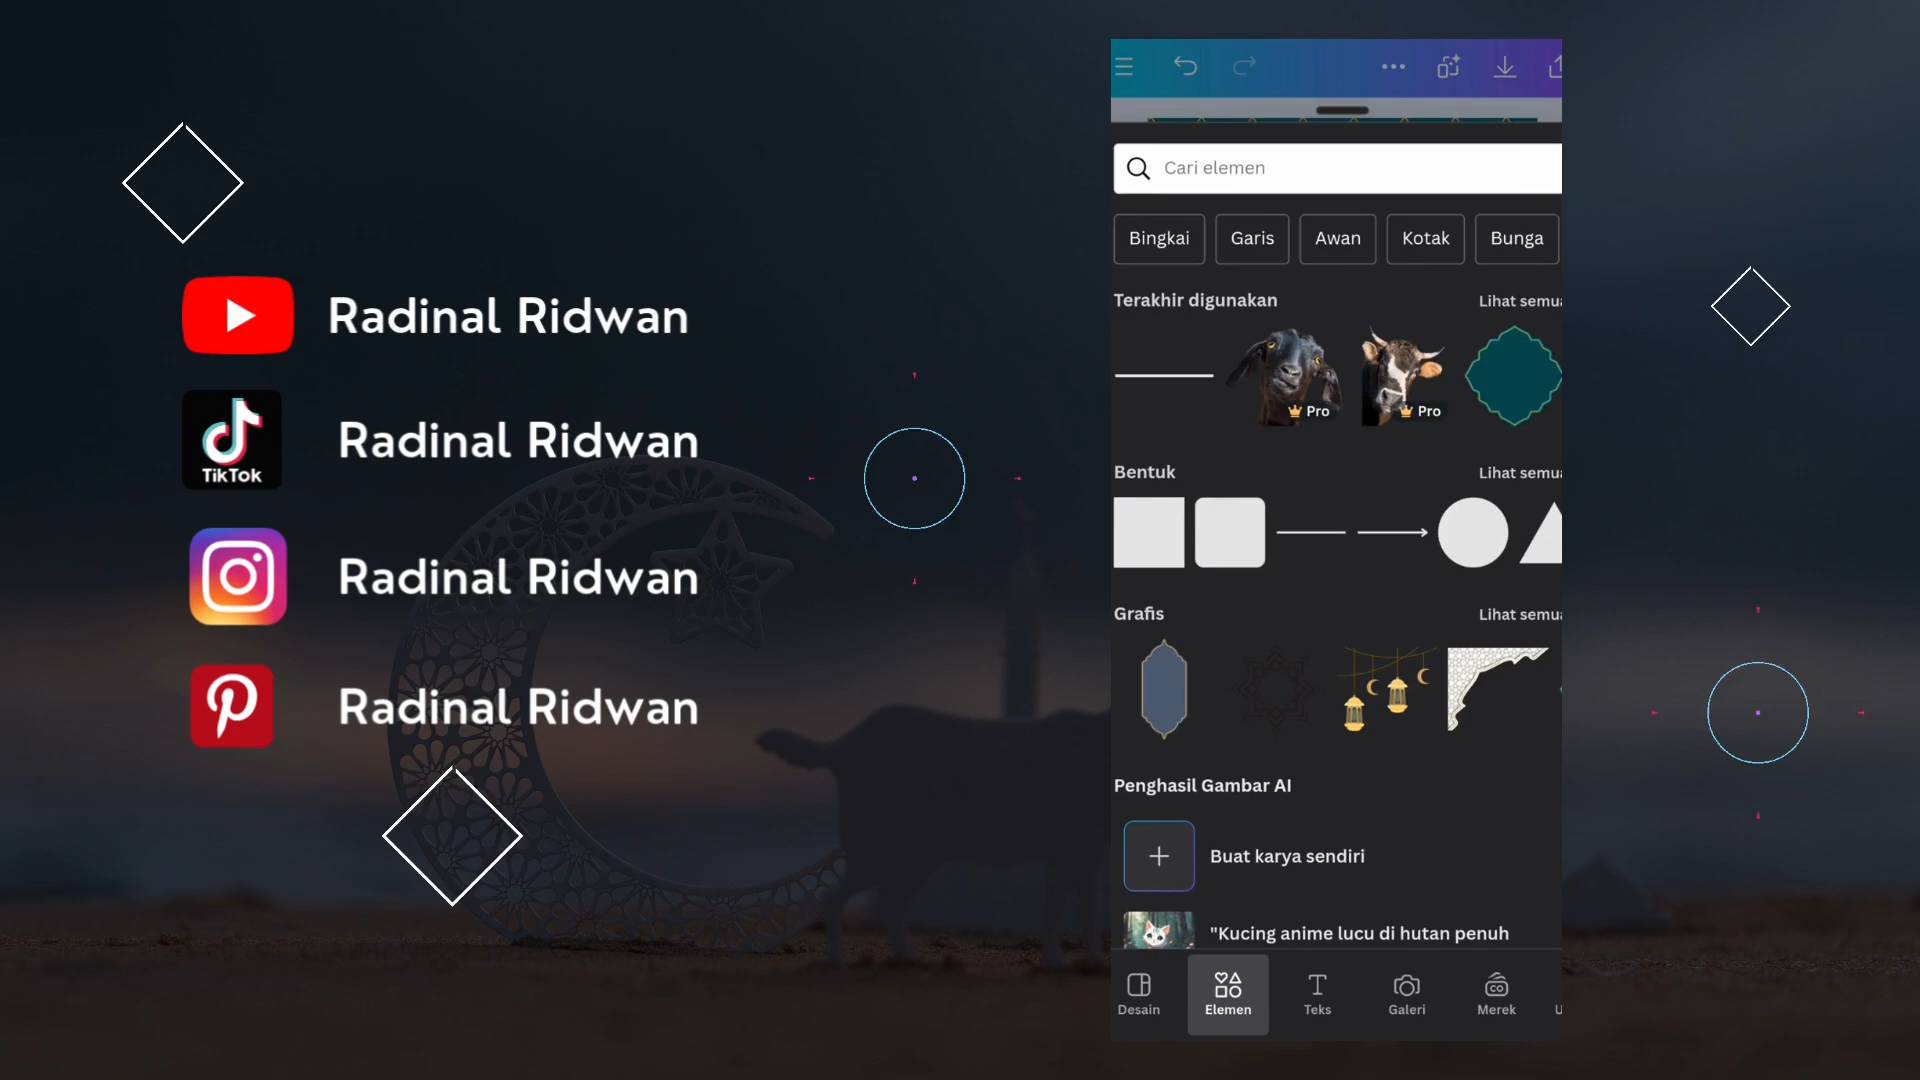 Radinal Ridwan
TikTok
Radinal Ridwan
Radinal Ridwan
Radinal Ridwan
Cari elemen
Bingkai Garis Awan Kotak Bunga
Terakhir digunakan Lihat semua
Pro Pro
Bentuk Lihat semua
Grafis Lihat semua
Penghasil Gambar AI
Buat karya sendiri
"Kucing anime lucu di hutan penuh
Desain Elemen Teks Galeri CO Merek U